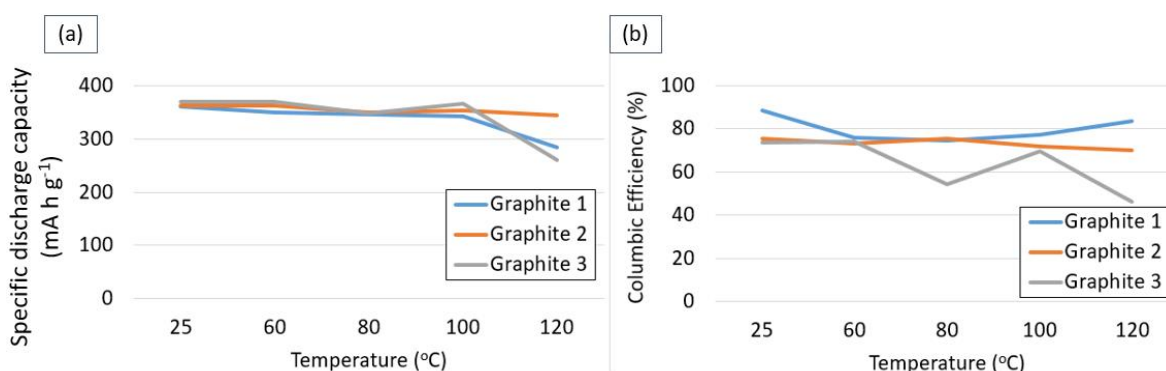 (a)
Specific discharge capacity
(mA h g⁻¹)
400
300
200
100
0
25 60 80 100 120
Temperature (ᵒC)
Graphite 1
Graphite 2
Graphite 3
(b)
Columbic Efficiency (%)
100
80
60
40
20
0
25 60 80 100 120
Temperature (ᵒC)
Graphite 1
Graphite 2
Graphite 3